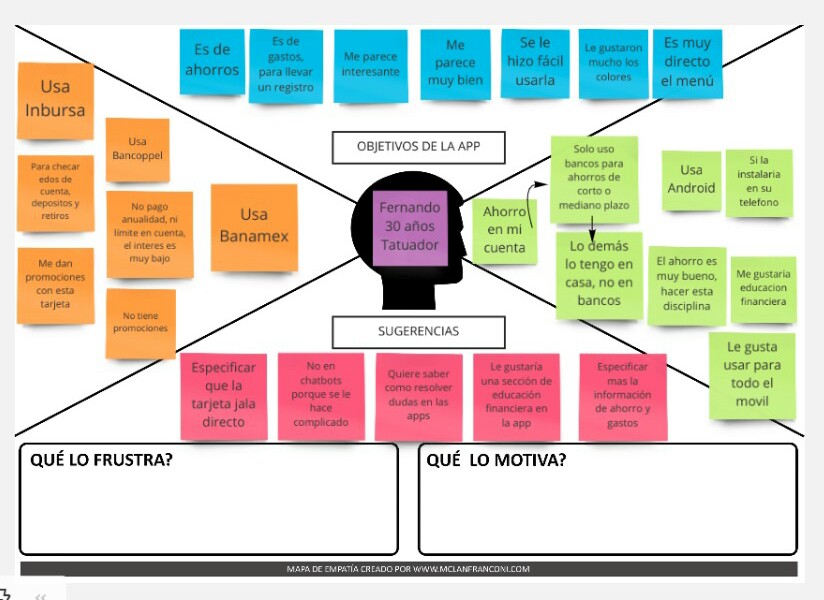 Es de
ahorros
Es de
gastos,
para llevar
un registro
Me parece
interesante
Me
parece
muy bien
Se le
hizo fácil
usarla
Le gustaron
mucho los
colores
Es muy
directo
el menú
Usa
Inbursa
Usa
Bancoppel
Para checar
edos de
cuenta,
depositos y
retiros
No pago
anualidad, ni
límite en cuenta,
el interes es
muy bajo
Usa
Banamex
Me dan
promociones
con esta
tarjeta
No tiene
promociones
OBJETIVOS DE LA APP
Fernando
30 años
Tatuador
Ahorro
en mi
cuenta
Solo uso
bancos para
ahorros de
corto o
mediano plazo
Usa
Android
Si la
instalaria
en su
telefono
Lo demás
lo tengo en
casa, no en
bancos
El ahorro es
muy bueno,
hacer esta
disciplina
Me gustaria
educacion
financiera
Le gusta
usar para
todo el
movil
SUGERENCIAS
Especificar
que la
tarjeta jala
directo
No en
chatbots
porque se le
hace
complicado
Quiere saber
como resolver
dudas en las
apps
Le gustaría
una sección de
educación
financiera en
la app
Especificar
mas la
información
de ahorro y
gastos
QUÉ LO FRUSTRA?
QUÉ LO MOTIVA?
MAPA DE EMPATÍA CREADO POR WWW.MCLANFRANCONI.COM